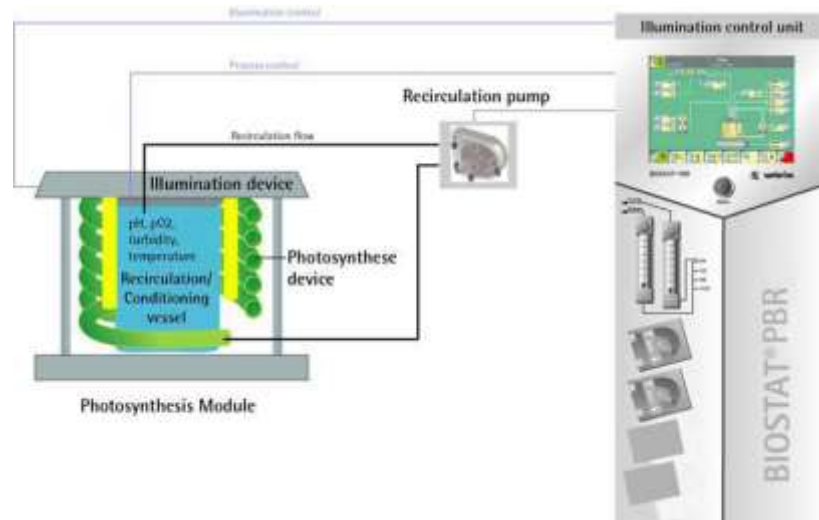 Illumination control
Illumination control unit
Process control
Recirculation pump
Recirculation flow
Illumination device
pH, pO2,
turbidity,
temperature
Recirculation/
Conditioning
vessel
Photosynthese
device
Photosynthesis Module
BIOSTAT® PBR